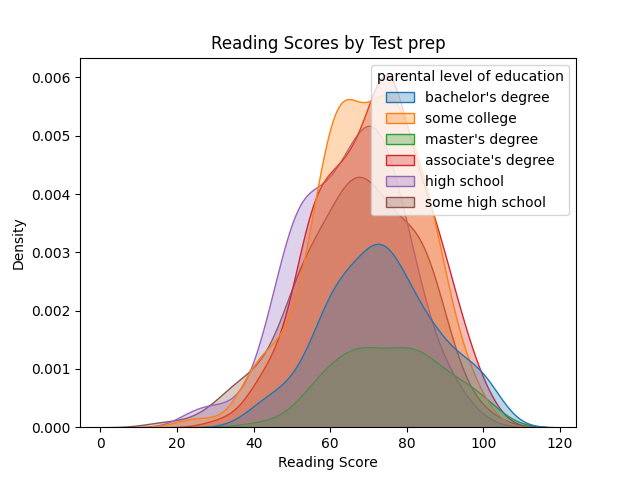 Reading Scores by Test prep
parental level of education
bachelor's degree
some college
master's degree
associate's degree
high school
some high school
Density
0.006
0.005
0.004
0.003
0.002
0.001
0.000
0 20 40 60 80 100 120
Reading Score